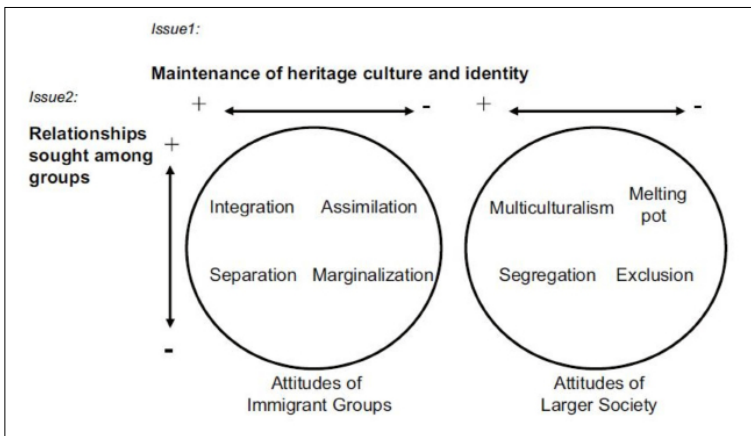 Issue1:
Maintenance of heritage culture and identity
Issue2:
+ - + -
Relationships
sought among
groups
+
Integration Assimilation
Multiculturalism Melting
pot
Separation Marginalization
Segregation Exclusion
-
Attitudes of
Immigrant Groups
Attitudes of
Larger Society